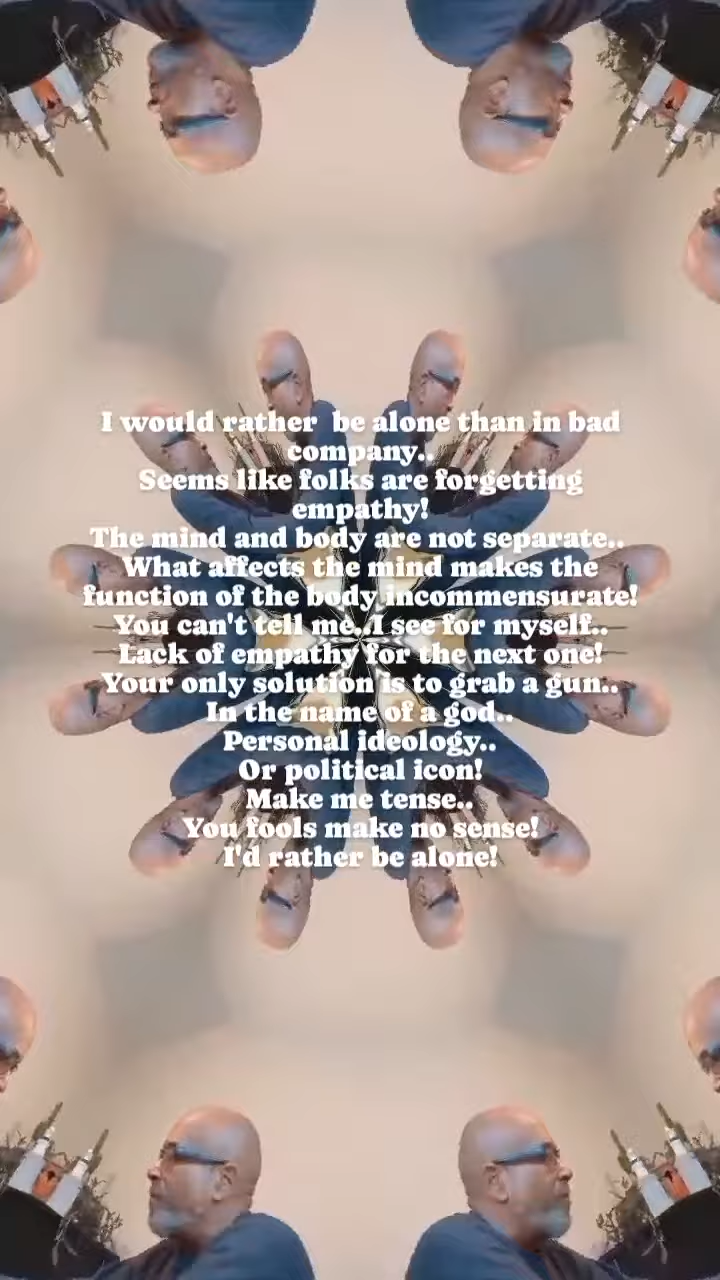 I would rather  be alone than in bad
company..
Seems like folks are forgetting
empathy!
The mind and body are not separate..
What affects the mind makes the
function of the body incommensurate!
You can't tell me..I see for myself..
Lack of empathy for the next one!
Your only solution is to grab a gun..
In the name of a god..
Personal ideology..
Or political icon!
Make me tense..
You fools make no sense!
I'd rather be alone!